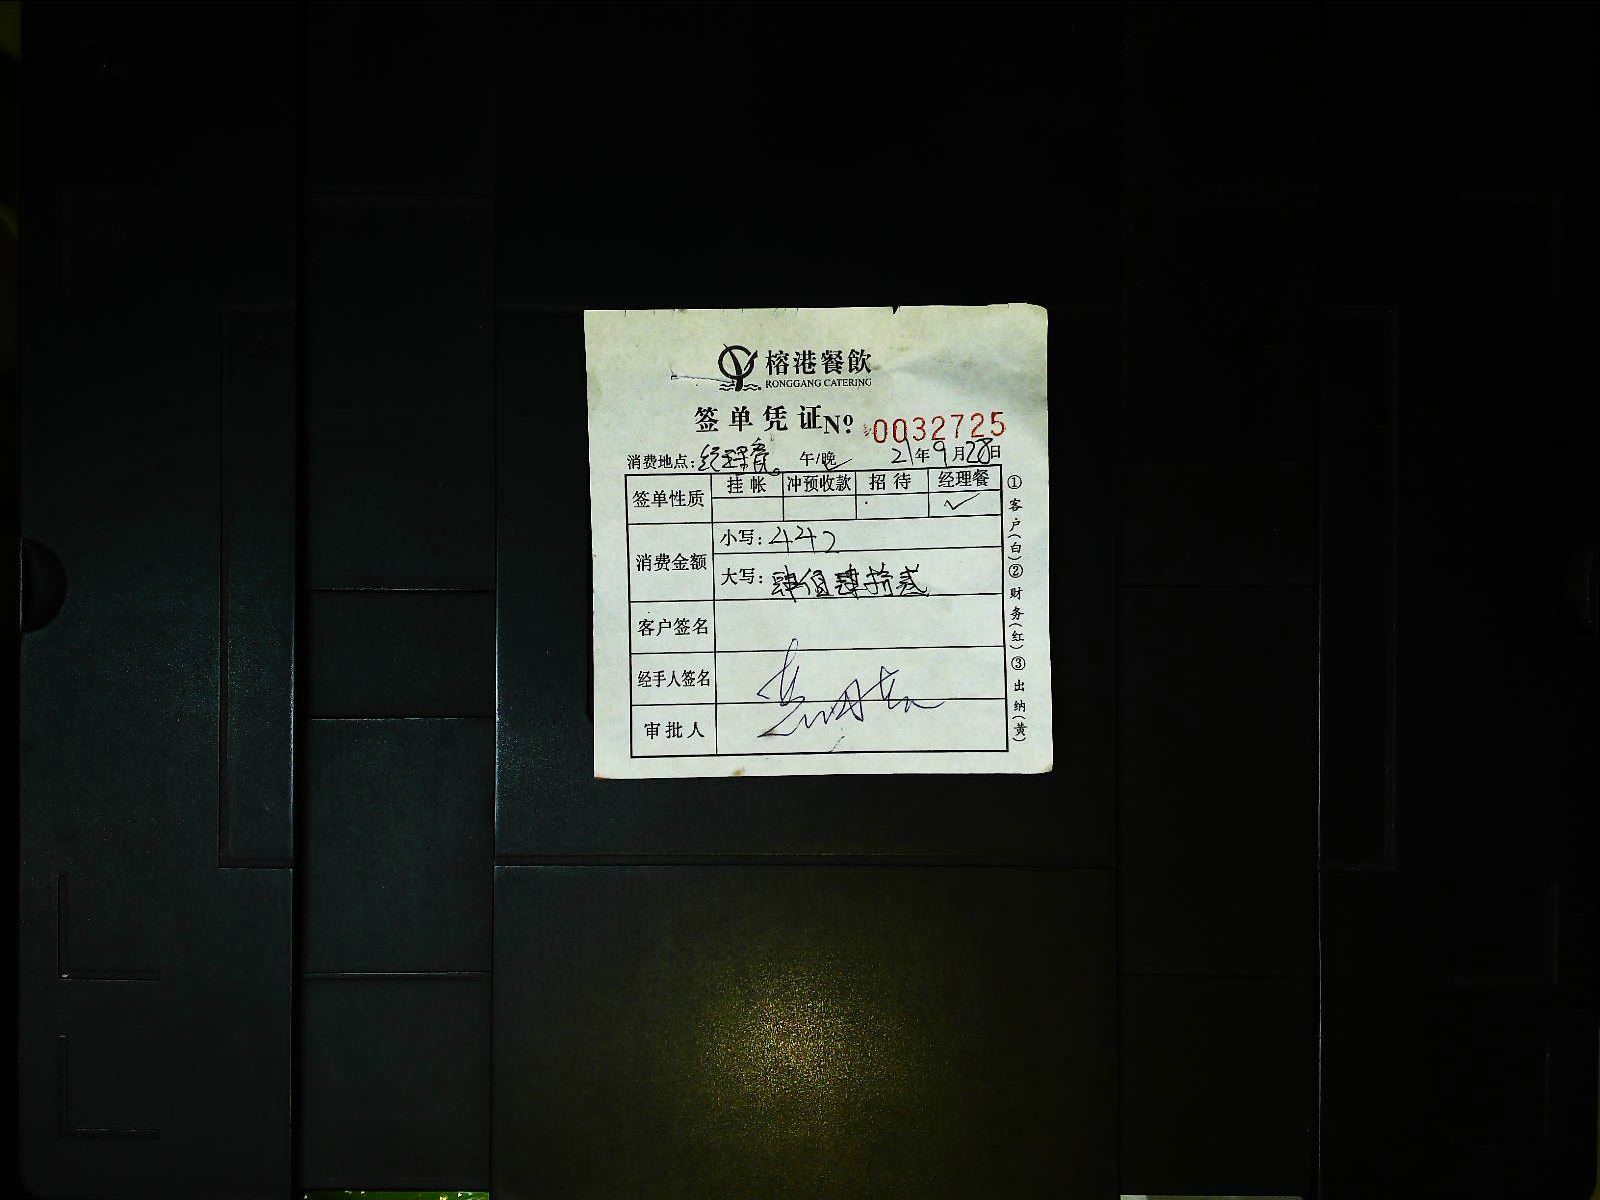 榕港餐飲
RONGGANG CATERING
签单凭证 № 0032725
消费地点：经理餐。 午/晚 21年9月28日
签单性质 挂帐 冲预收款 招待 经理餐
✓
消费金额 小写：442
大写：肆佰肆拾贰
客户签名
经手人签名
审批人
①客户(白)②财务(红)③出纳(黄)